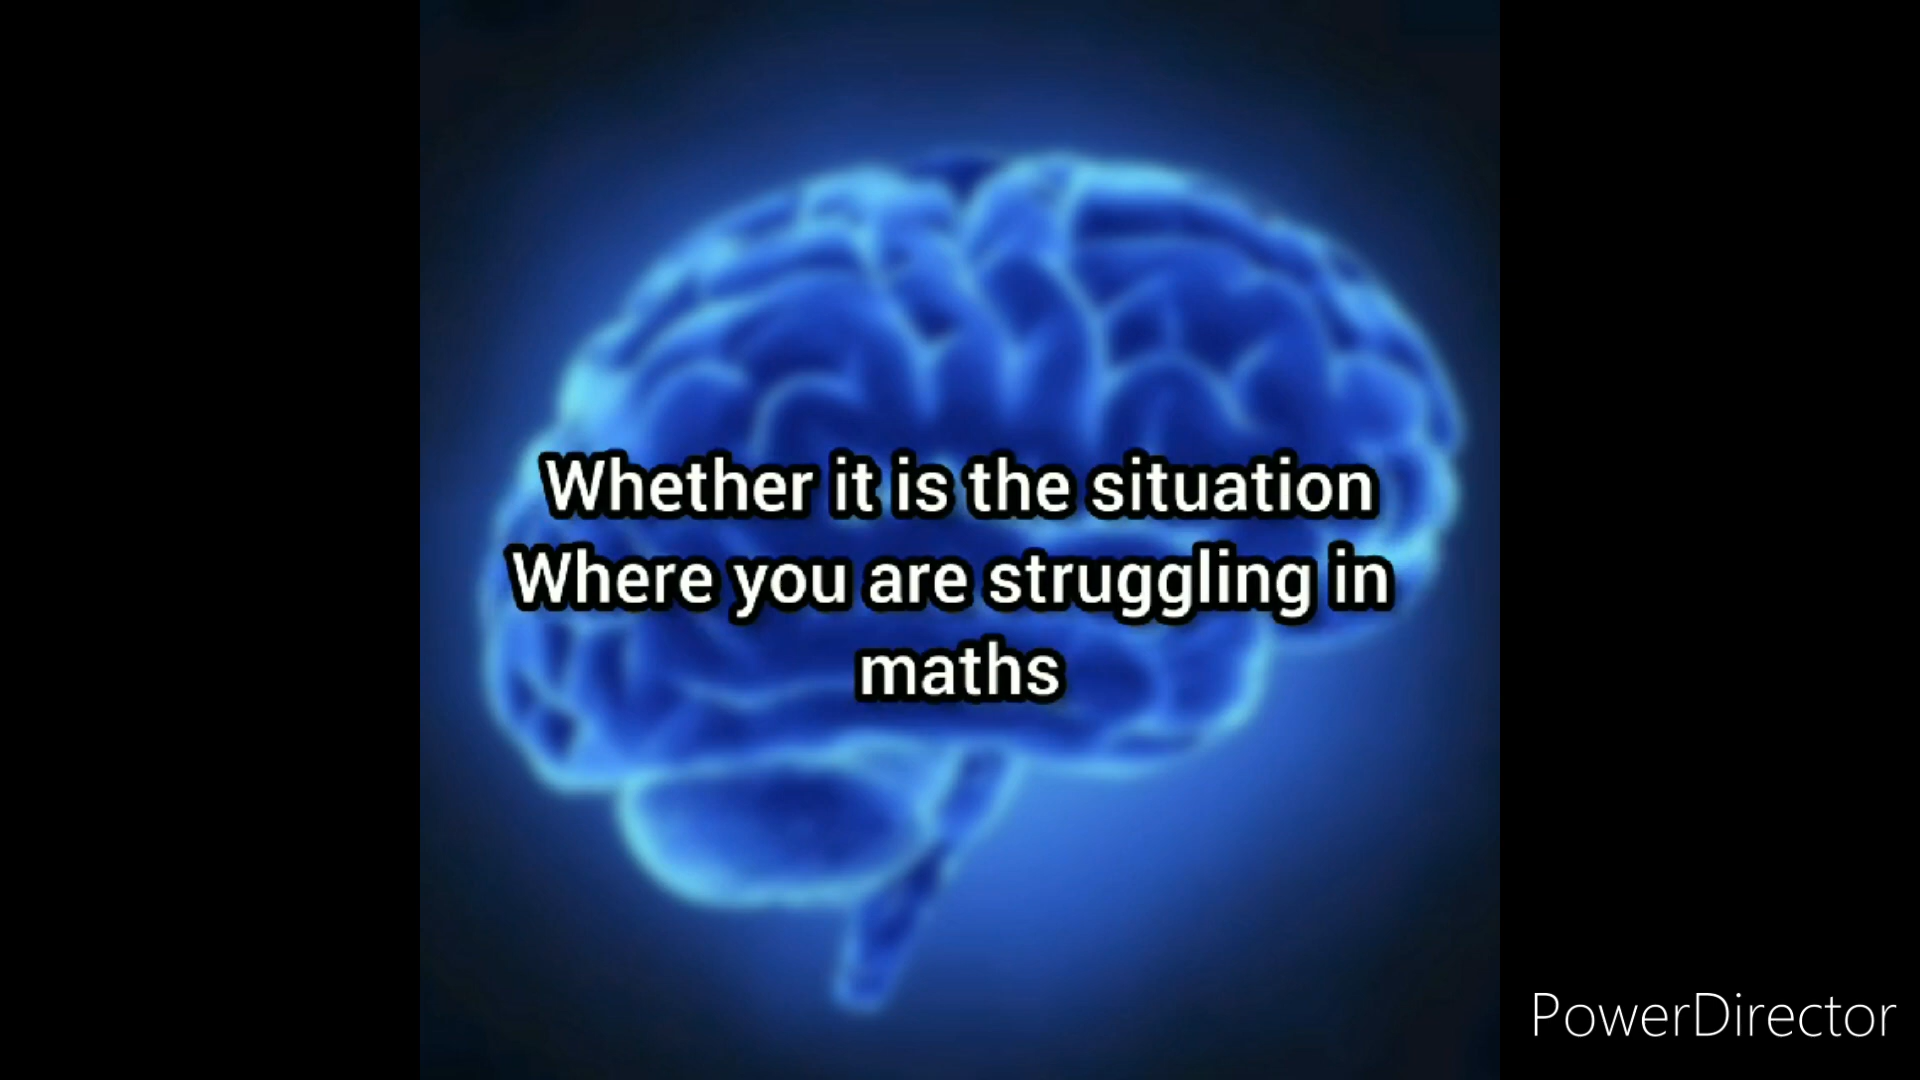 Whether it is the situation
Where you are struggling in
maths
PowerDirector